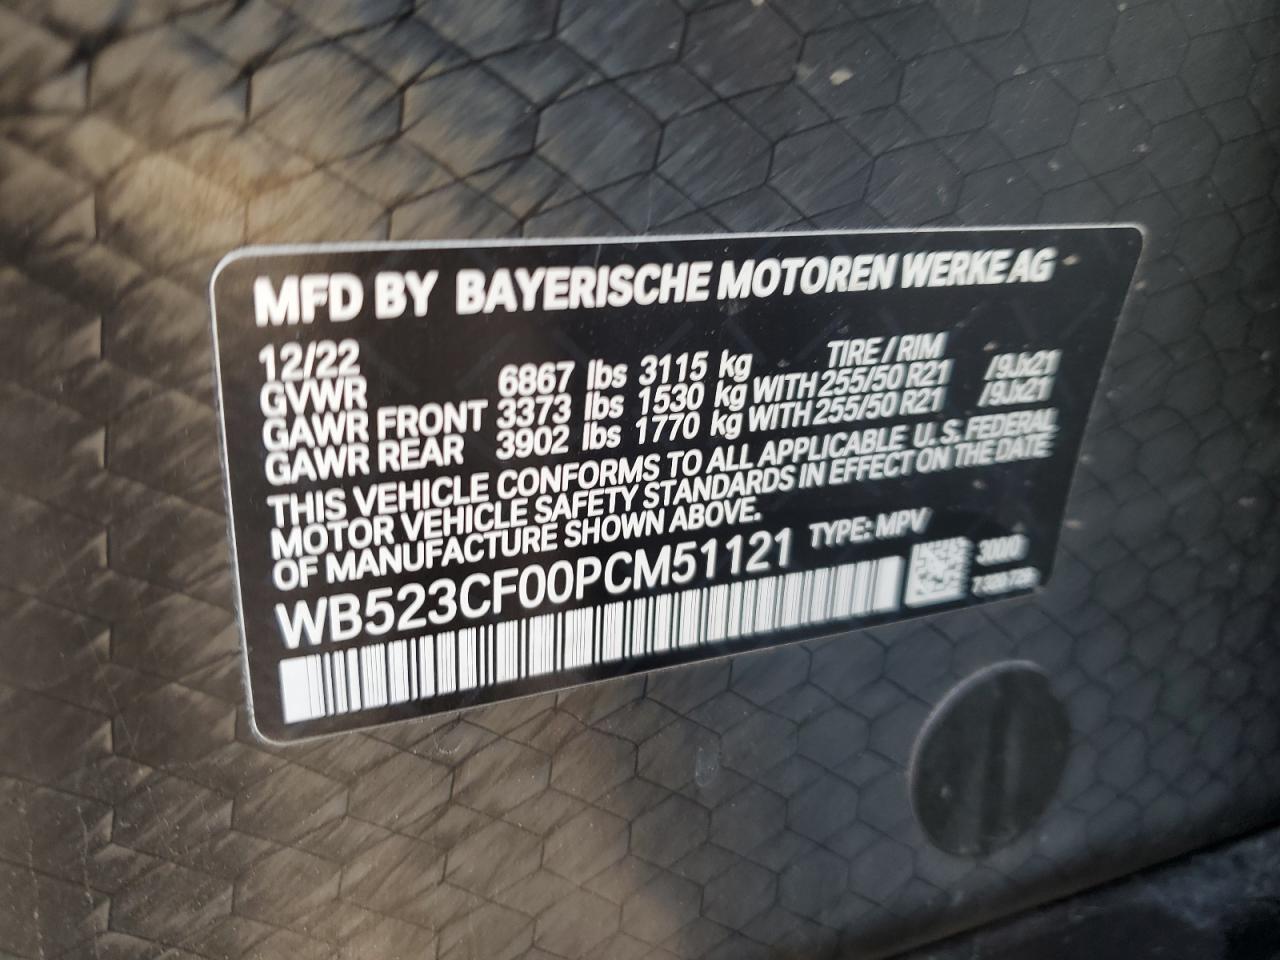 MFD BY BAYERISCHE MOTOREN WERKE AG
12/22 TIRE / RIM
GVWR 6867 lbs 3115 kg
GAWR FRONT 3373 lbs 1530 kg WITH 255/50 R21 /9Jx21
GAWR REAR 3902 lbs 1770 kg WITH 255/50 R21 /9Jx21
THIS VEHICLE CONFORMS TO ALL APPLICABLE U.S. FEDERAL
MOTOR VEHICLE SAFETY STANDARDS IN EFFECT ON THE DATE
OF MANUFACTURE SHOWN ABOVE.
WB523CF00PCM51121 TYPE: MPV